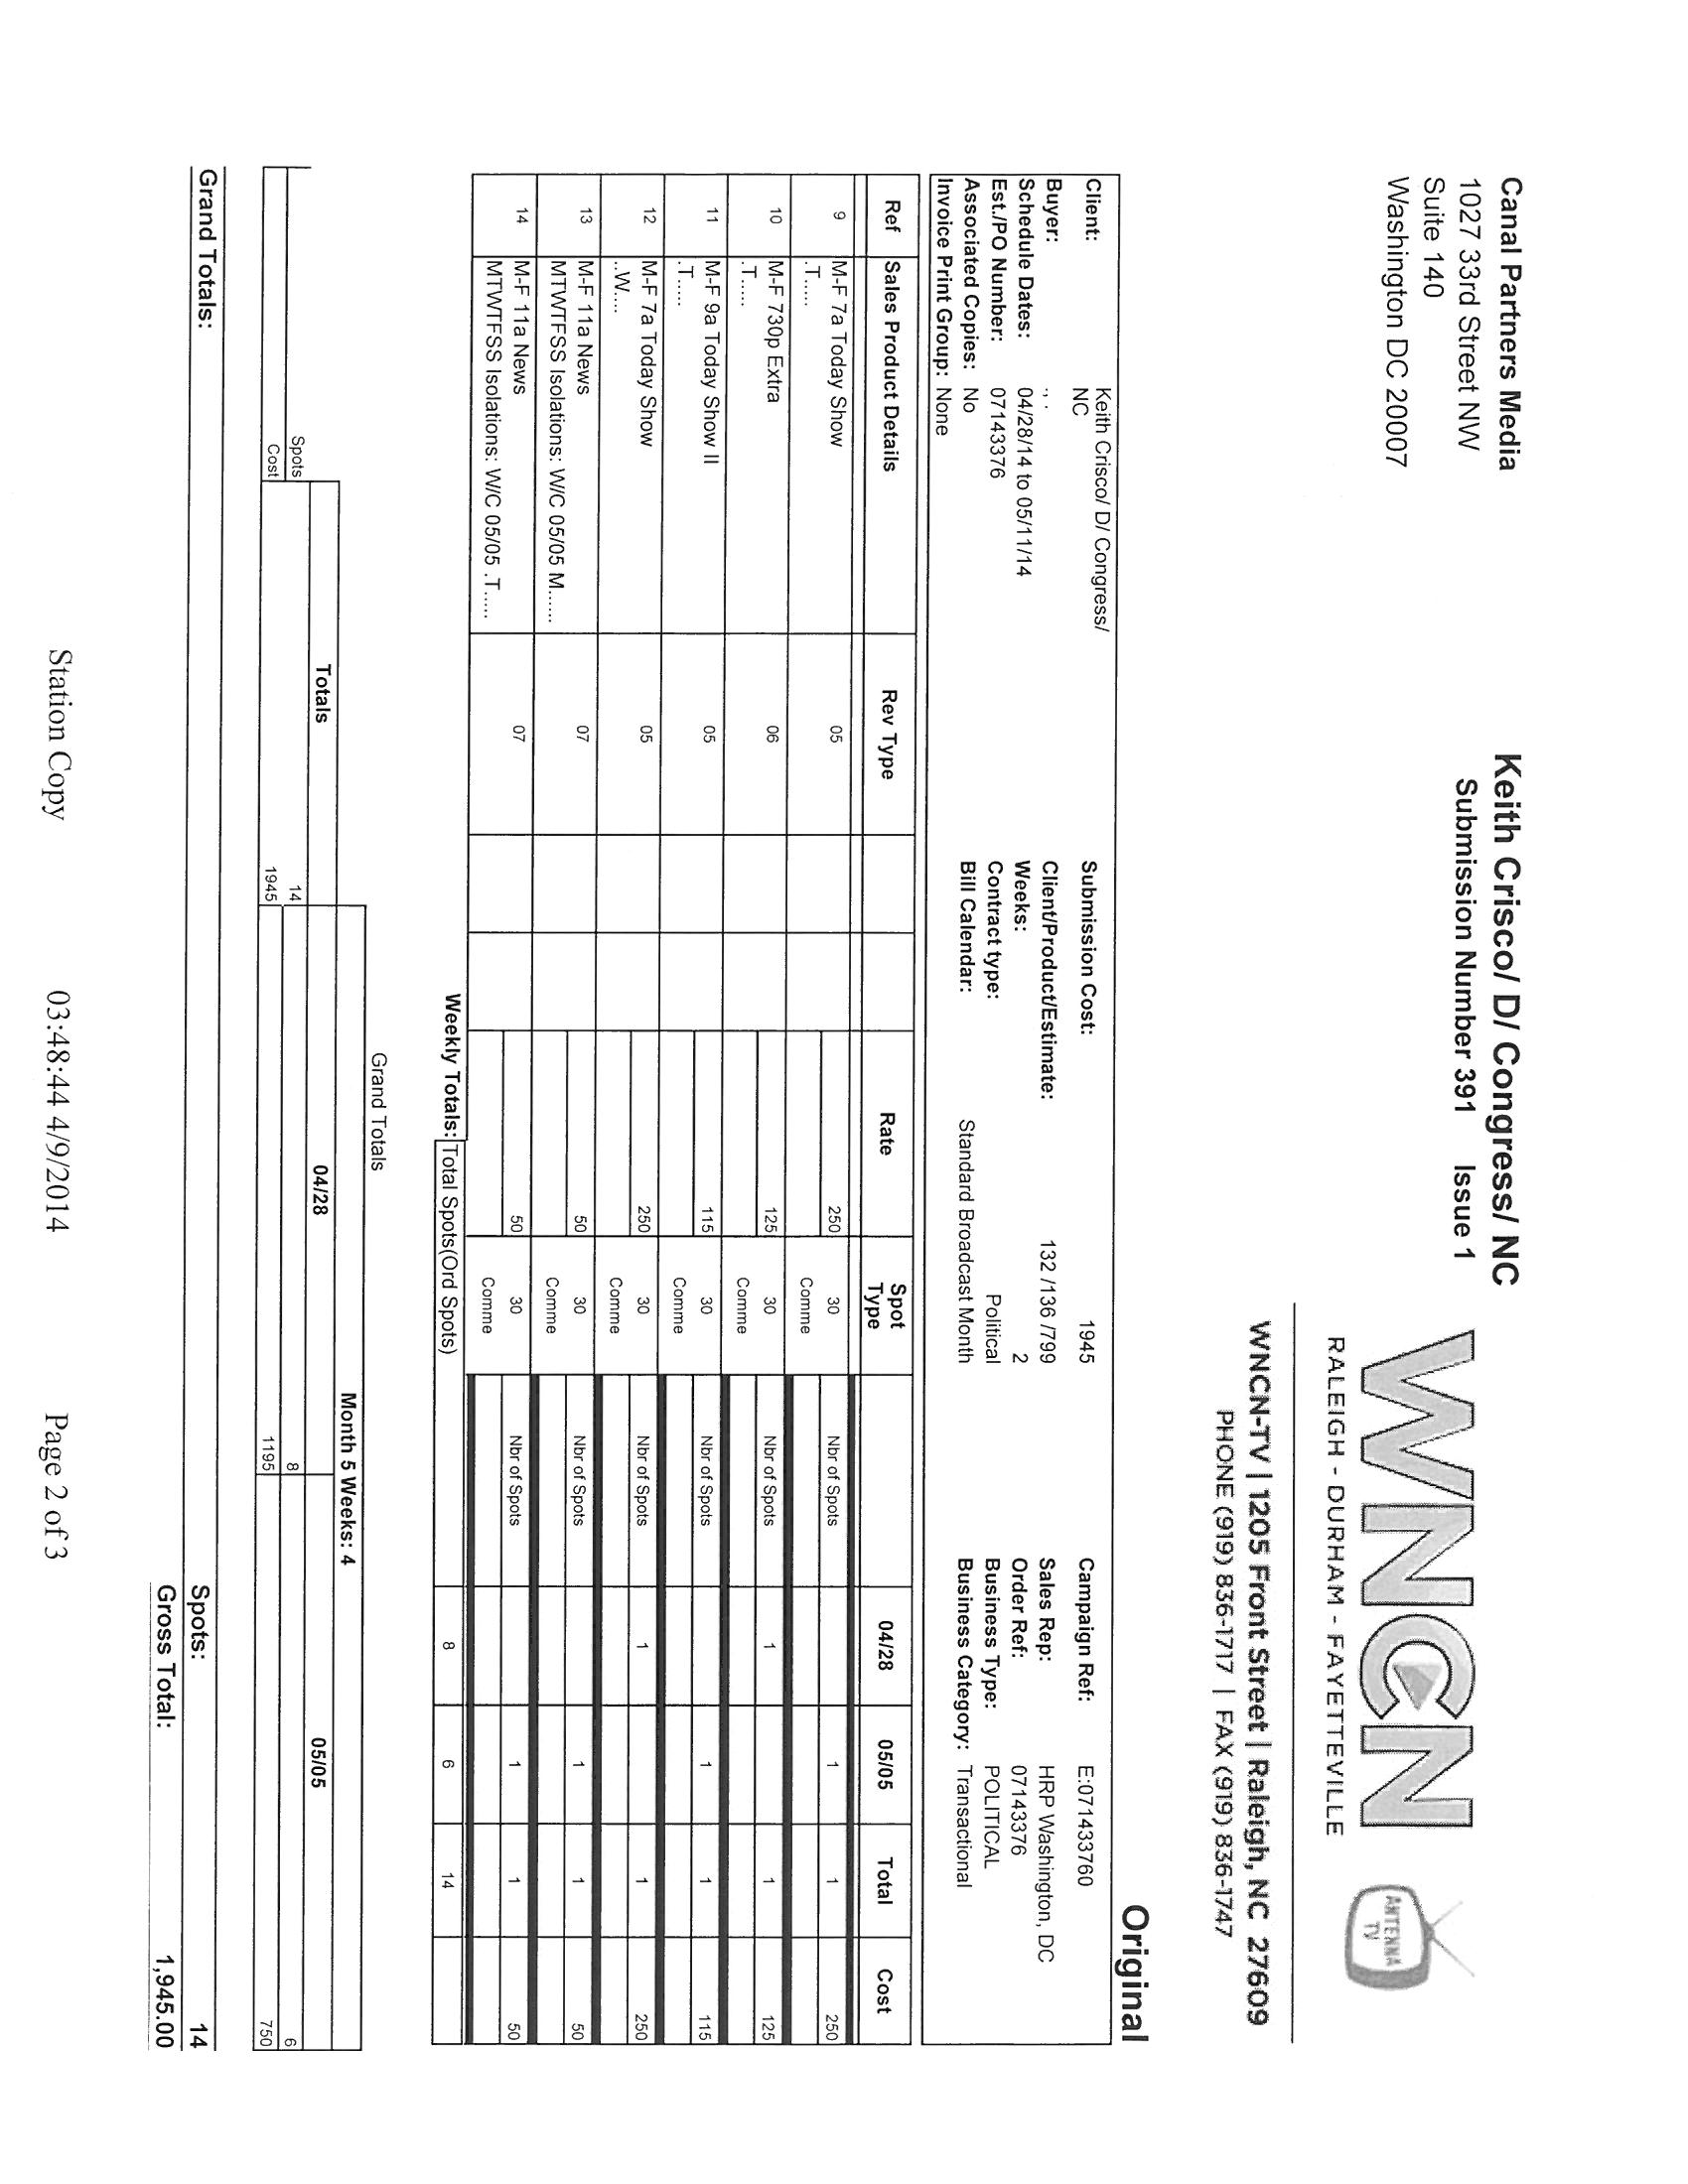 Canal Partners Media
1027 33rd Street NW
Suite 140
Washington DC 20007
Keith Crisco/ D/ Congress/ NC
Submission Number 391 Issue 1
WNCN
RALEIGH - DURHAM - FAYETTEVILLE
ANTENNA
TV
WNCN-TV | 1205 Front Street | Raleigh, NC 27609
PHONE (919) 836-1717 | FAX (919) 836-1747
Original
Client: Keith Crisco/ D/ Congress/ Submission Cost: 1945 Campaign Ref: E:071433760
NC
Buyer: , . Client/Product/Estimate: 132 /136 /799 Sales Rep: HRP Washington, DC
Schedule Dates: 04/28/14 to 05/11/14 Weeks: 2 Order Ref: 07143376
Est./PO Number: 07143376 Contract type: Political Business Type: POLITICAL
Associated Copies: No Bill Calendar: Standard Broadcast Month Business Category: Transactional
Invoice Print Group: None
Ref Sales Product Details Rev Type Rate Spot Type 04/28 05/05 Total Cost
9 M-F 7a Today Show 05 250 30 Nbr of Spots 1 1 250
.T..... Comme
10 M-F 730p Extra 06 125 30 Nbr of Spots 1 1 125
.T..... Comme
11 M-F 9a Today Show II 05 115 30 Nbr of Spots 1 1 115
.T..... Comme
12 M-F 7a Today Show 05 250 30 Nbr of Spots 1 1 250
..W.... Comme
13 M-F 11a News 07 50 30 Nbr of Spots 1 1 50
MTWTFSS Isolations: W/C 05/05 M...... Comme
14 M-F 11a News 07 50 30 Nbr of Spots 1 1 50
MTWTFSS Isolations: W/C 05/05 .T..... Comme
Weekly Totals: Total Spots(Ord Spots) 8 6 14
Grand Totals
Month 5 Weeks: 4
Totals 04/28 05/05
Spots 14 8 6
Cost 1945 1195 750
Grand Totals: Spots: 14
Gross Total: 1,945.00
Station Copy 03:48:44 4/9/2014 Page 2 of 3